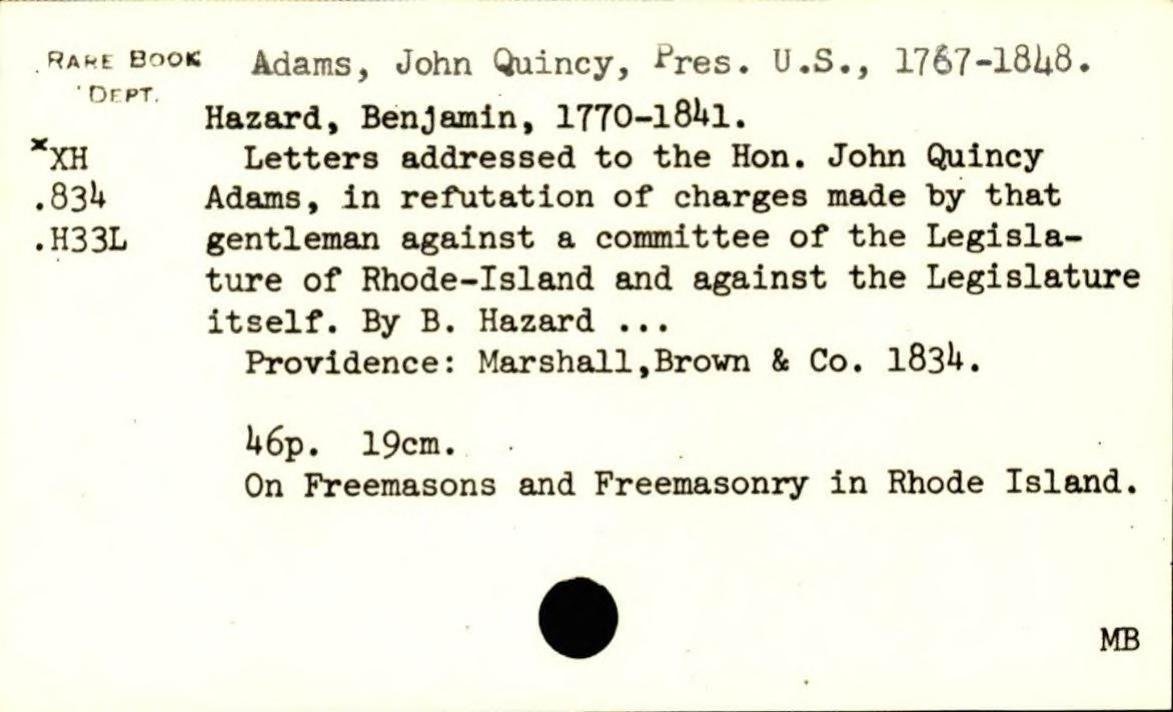 RARE BOOK Adams, John Quincy, Pres. U.S., 1767-1848.
DEPT.
Hazard, Benjamin, 1770-1841.
*XH Letters addressed to the Hon. John Quincy
.834 Adams, in refutation of charges made by that
.H33L gentleman against a committee of the Legisla-
ture of Rhode-Island and against the Legislature
itself. By B. Hazard ...
Providence: Marshall,Brown & Co. 1834.
46p. 19cm.
On Freemasons and Freemasonry in Rhode Island.
MB